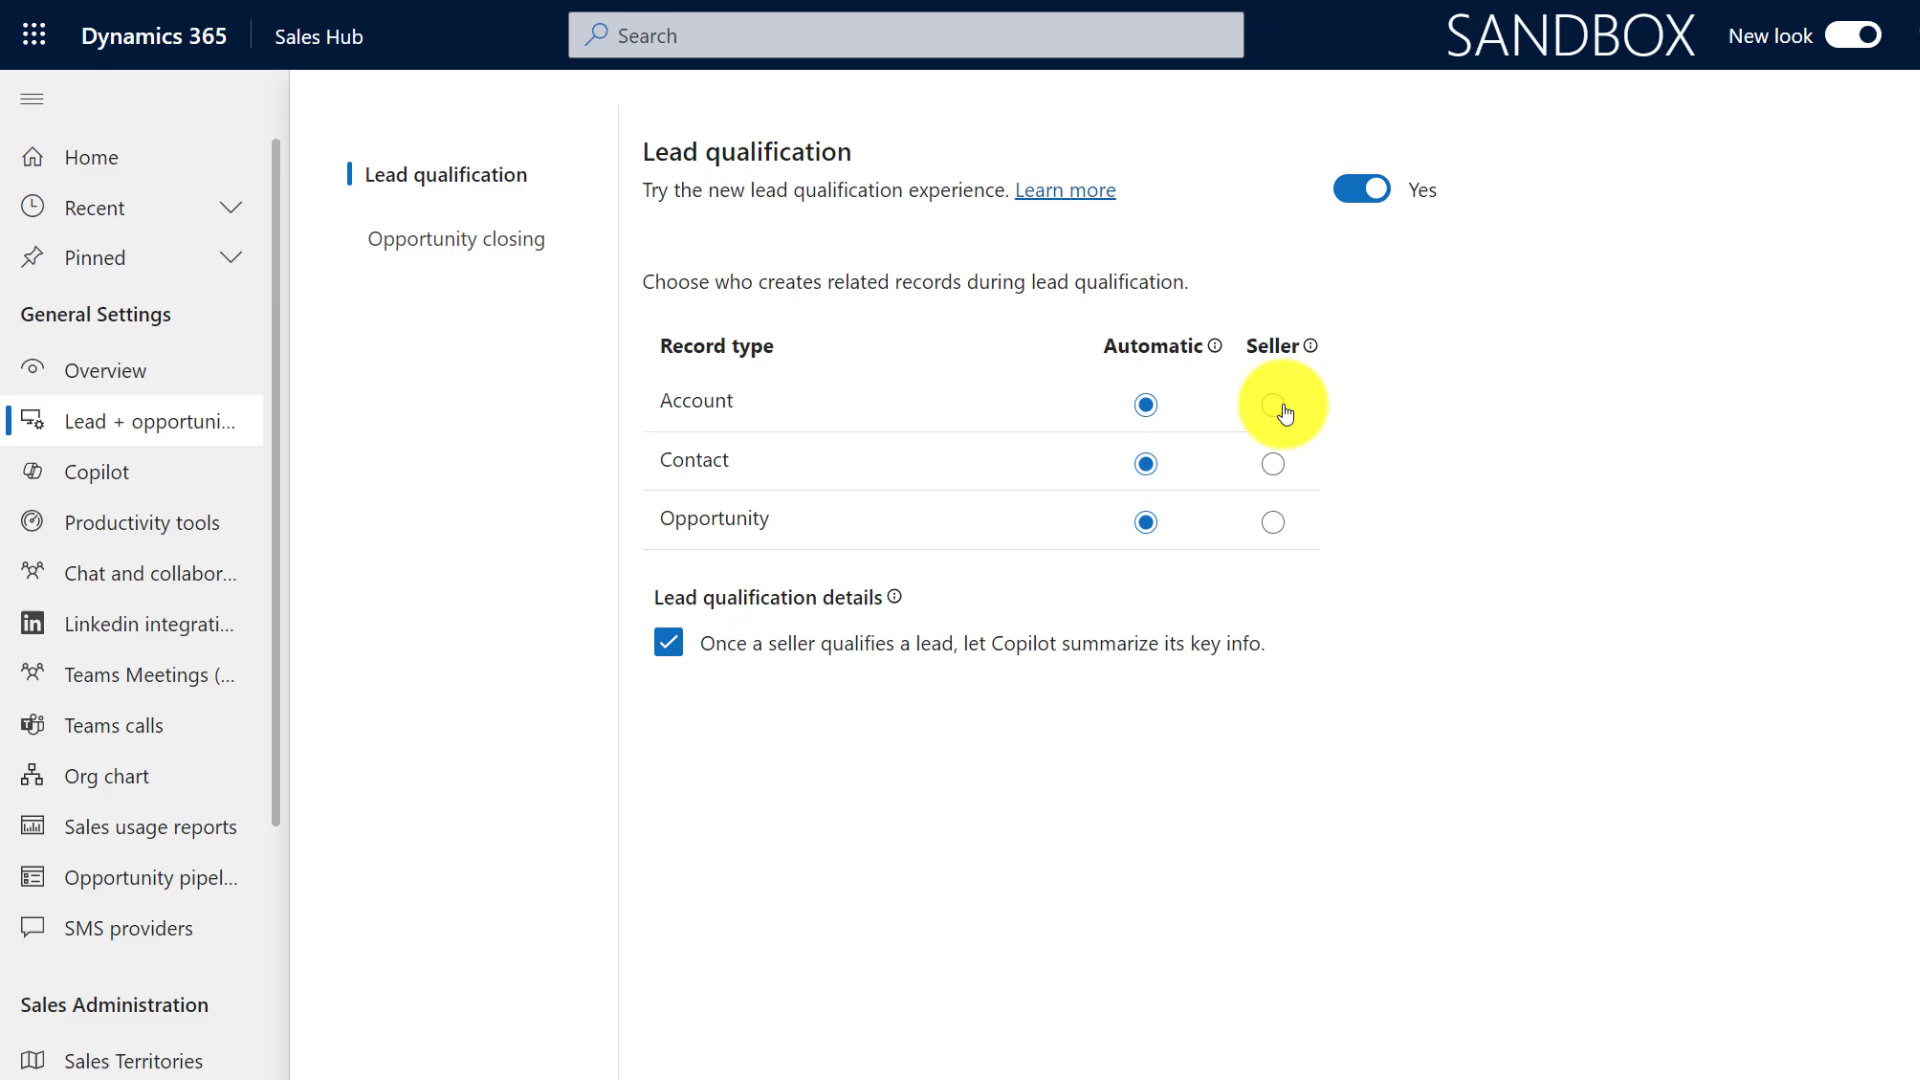 Dynamics 365
Sales Hub
Search
SANDBOX
New look
Home
Recent
Pinned
General Settings
Overview
Lead + opportuni...
Copilot
Productivity tools
Chat and collabor...
Linkedin integrati...
Teams Meetings (...
Teams calls
Org chart
Sales usage reports
Opportunity pipel...
SMS providers
Sales Administration
Sales Territories
Lead qualification
Opportunity closing
Lead qualification
Try the new lead qualification experience. Learn more
Yes
Choose who creates related records during lead qualification.
Record type Automatic Seller
Account
Contact
Opportunity
Lead qualification details
Once a seller qualifies a lead, let Copilot summarize its key info.